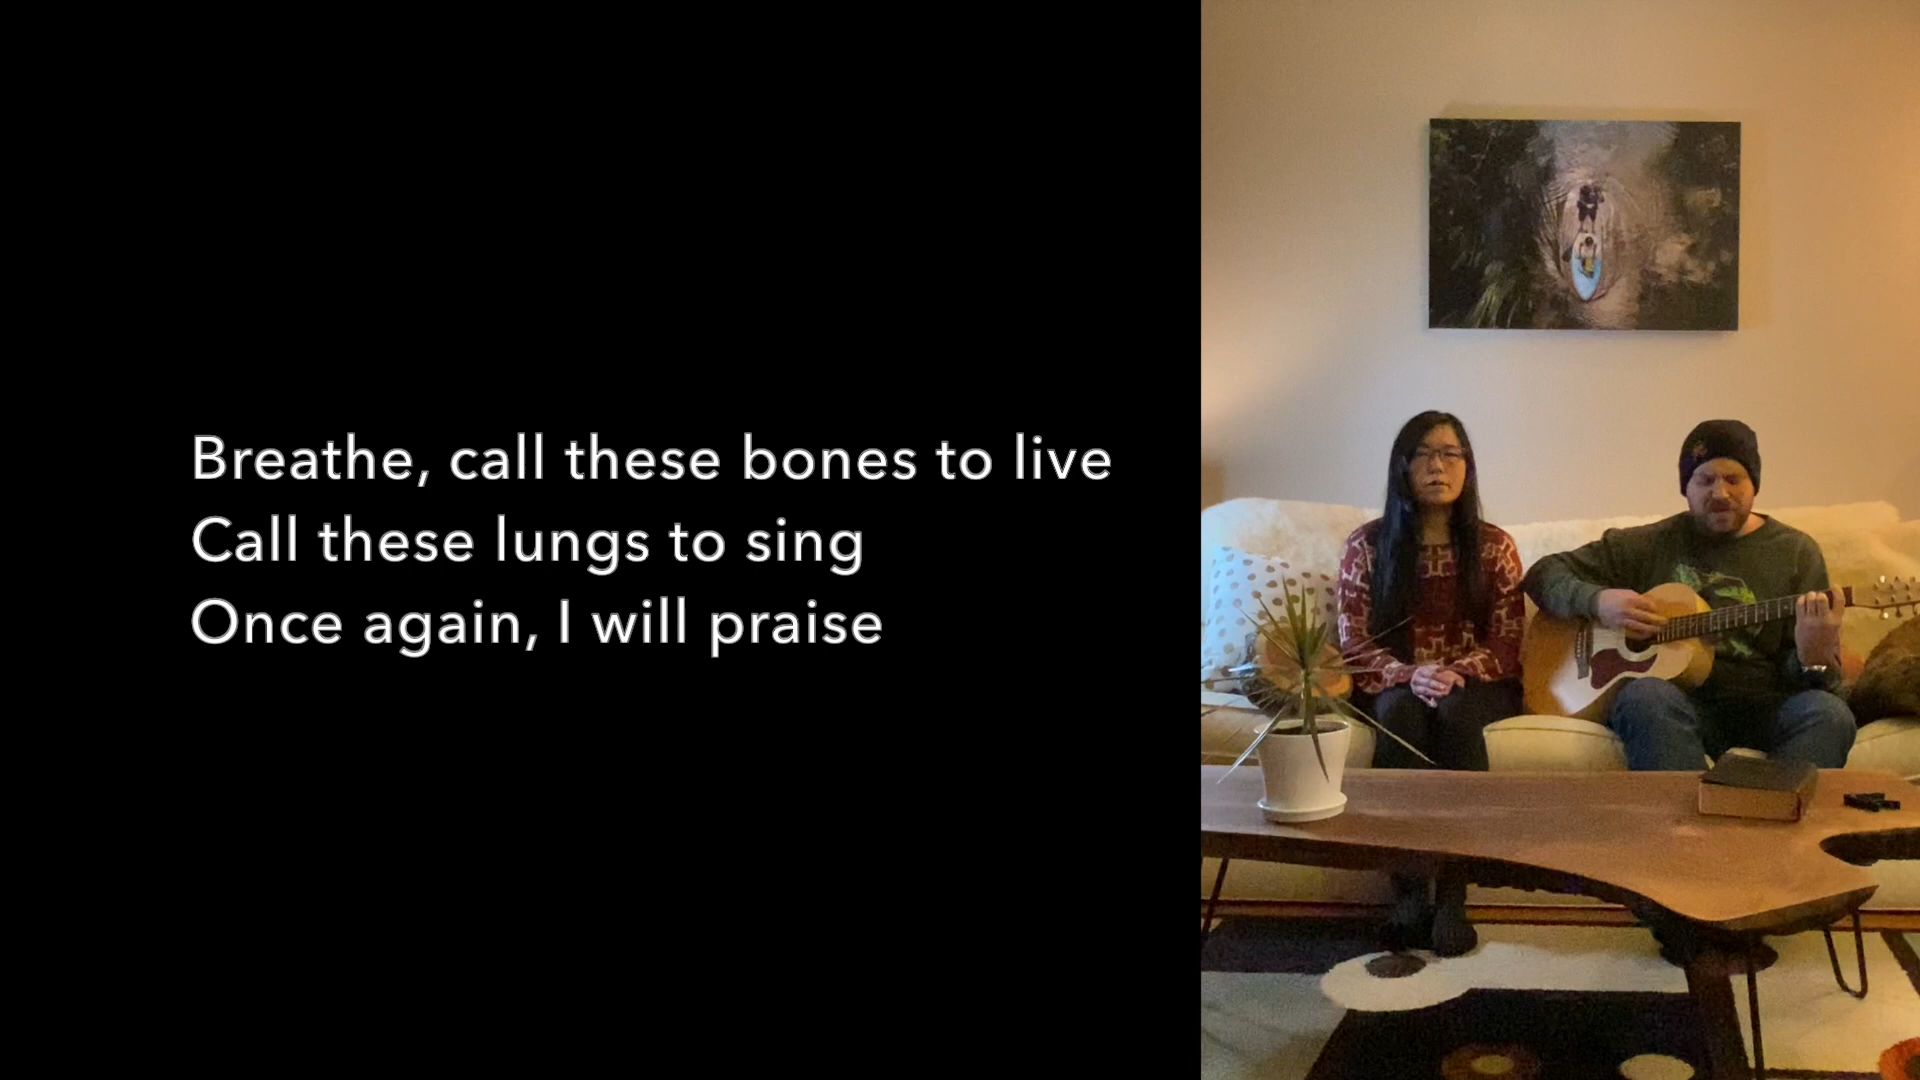 Breathe, call these bones to live
Call these lungs to sing
Once again, I will praise